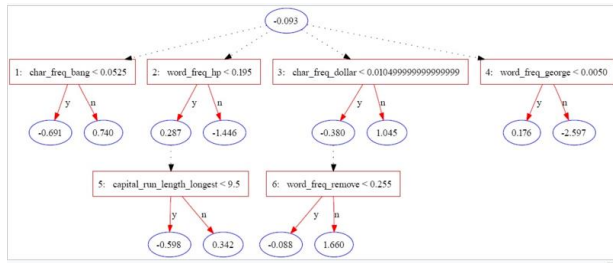 -0.093
1: char_freq_bang < 0.0525
2: word_freq_hp < 0.195
3: char_freq_dollar < 0.010499999999999999
4: word_freq_george < 0.0050
y n y n y n y n
-0.691 0.740 0.287 -1.446 -0.380 1.045 0.176 -2.597
5: capital_run_length_longest < 9.5
6: word_freq_remove < 0.255
y n y n
-0.598 0.342 -0.088 1.660